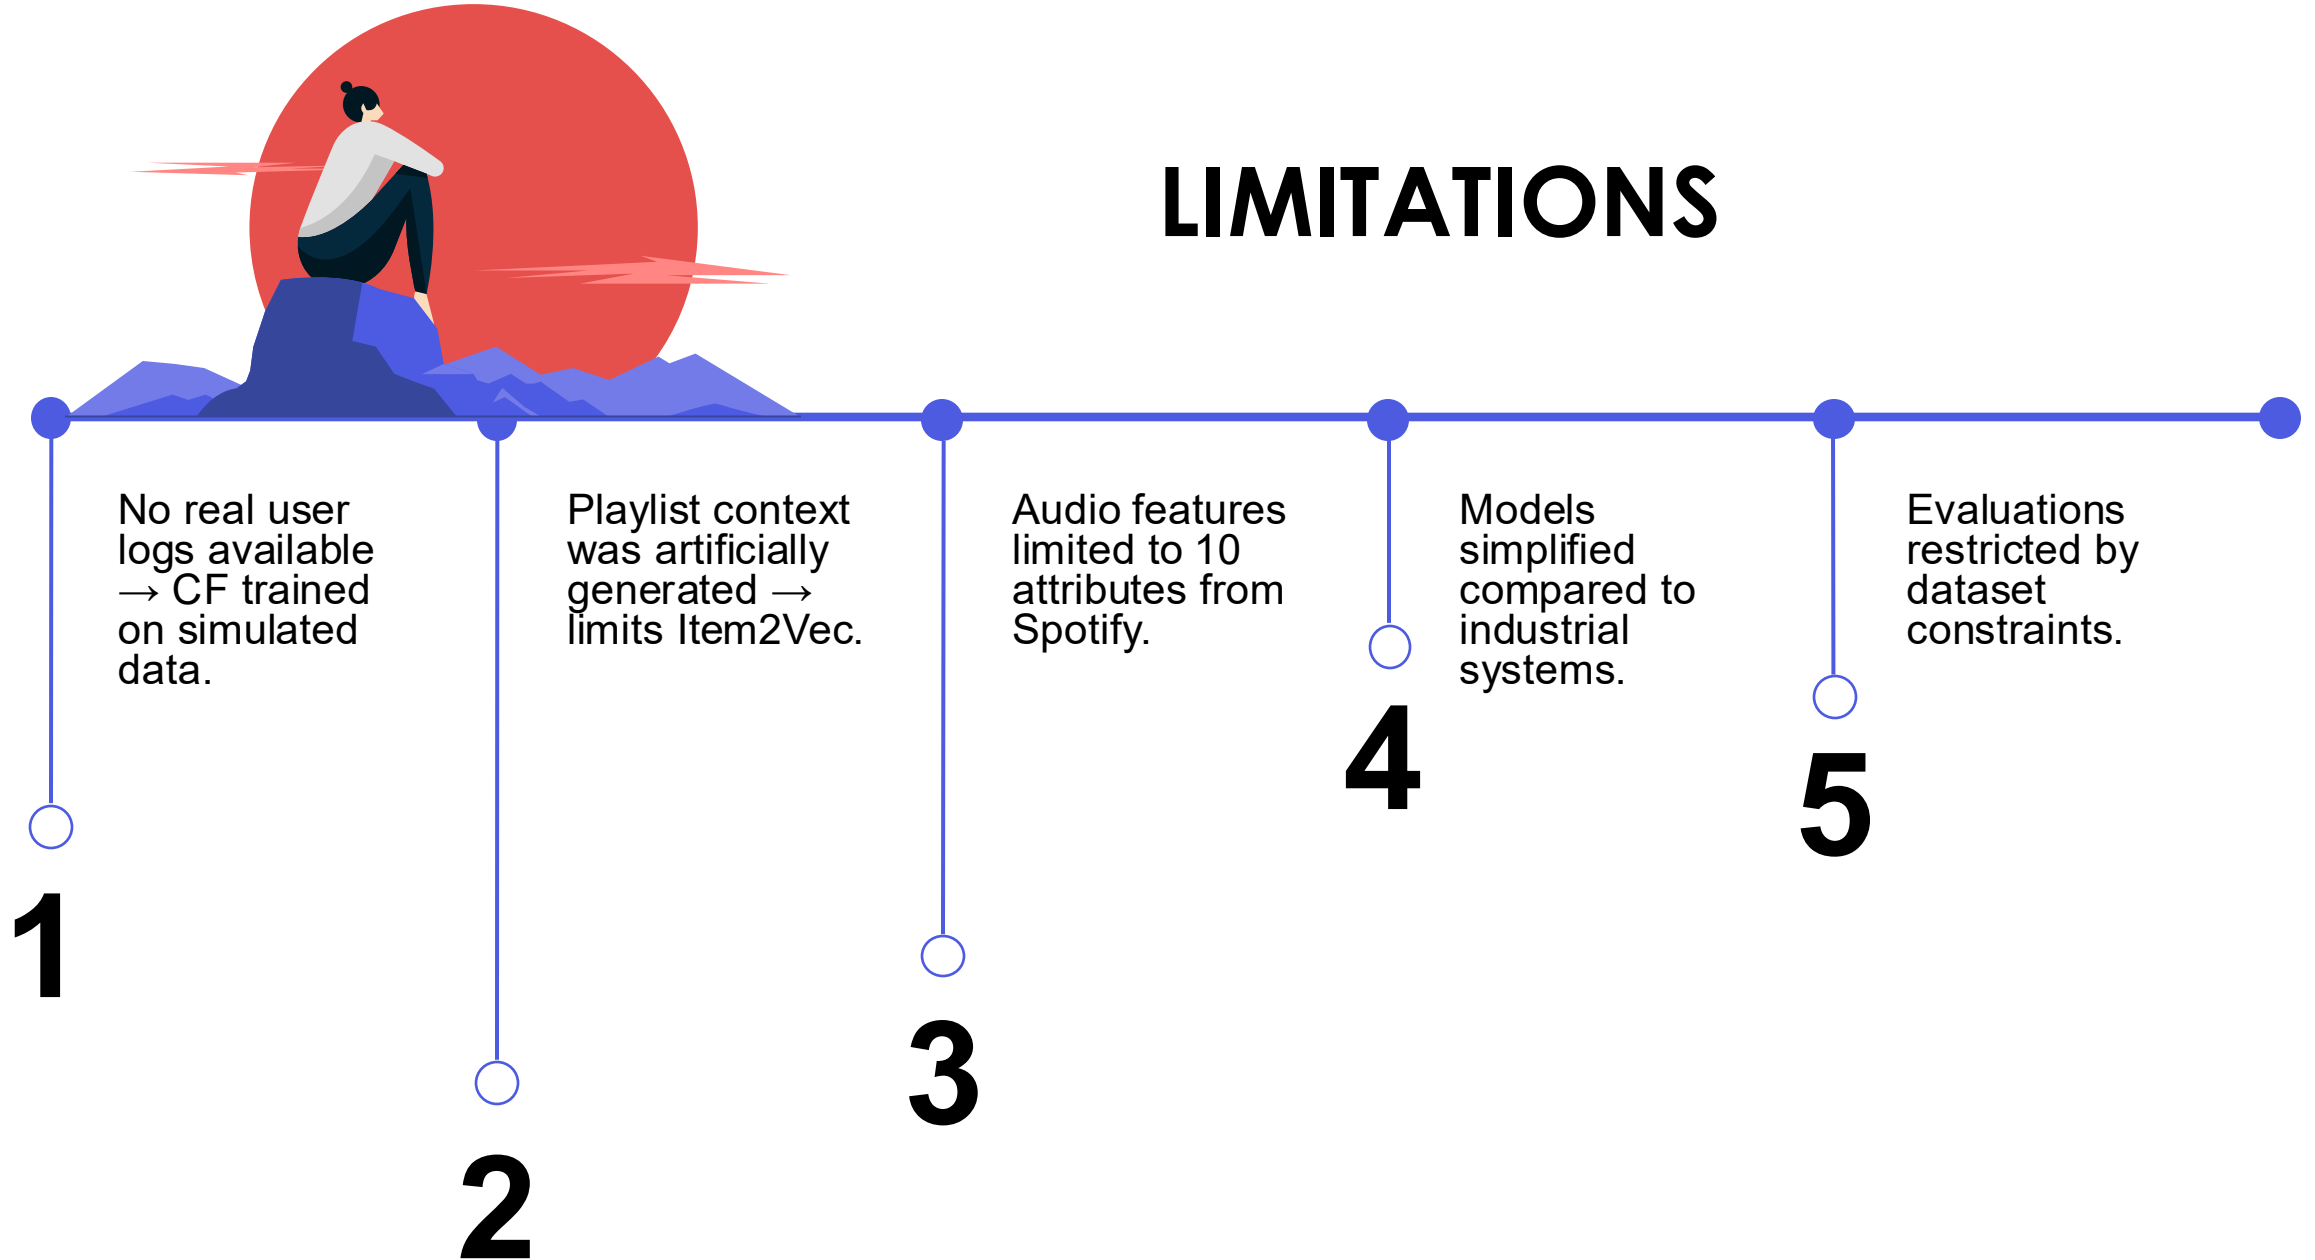 LIMITATIONS
No real user
logs available
→ CF trained
on simulated
data.
1
Playlist context
was artificially
generated →
limits Item2Vec.
2
Audio features
limited to 10
attributes from
Spotify.
3
Models
simplified
compared to
industrial
systems.
4
Evaluations
restricted by
dataset
constraints.
5